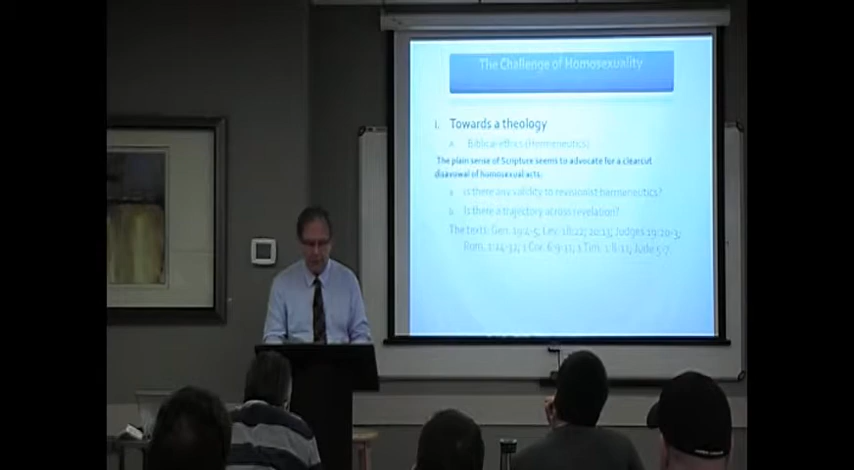 The Challenge of Homosexuality
I. Towards a theology
a. Biblical ethics (Hermeneutics)
The plain sense of Scripture seems to advocate for a clearcut
disavowal of homosexual acts.
a. Is there any validity to revisionist hermeneutics?
b. Is there a trajectory across revelation?
The texts: Gen. 19:4-5; Lev. 18:22; 20:13; Judges 19:20-3;
Rom. 1:24-32; 1 Cor. 6:9-11; 1 Tim. 1:8-11; Jude 5-7